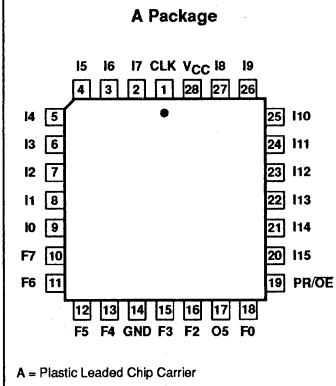 A Package
I5 I6 I7 CLK VCC I8 I9
4 3 2 1 28 27 26
I4 5 25 I10
I3 6 24 I11
I2 7 23 I12
I1 8 22 I13
I0 9 21 I14
F7 10 20 I15
F6 11 19 PR/OE
12 13 14 15 16 17 18
F5 F4 GND F3 F2 O5 F0
A = Plastic Leaded Chip Carrier